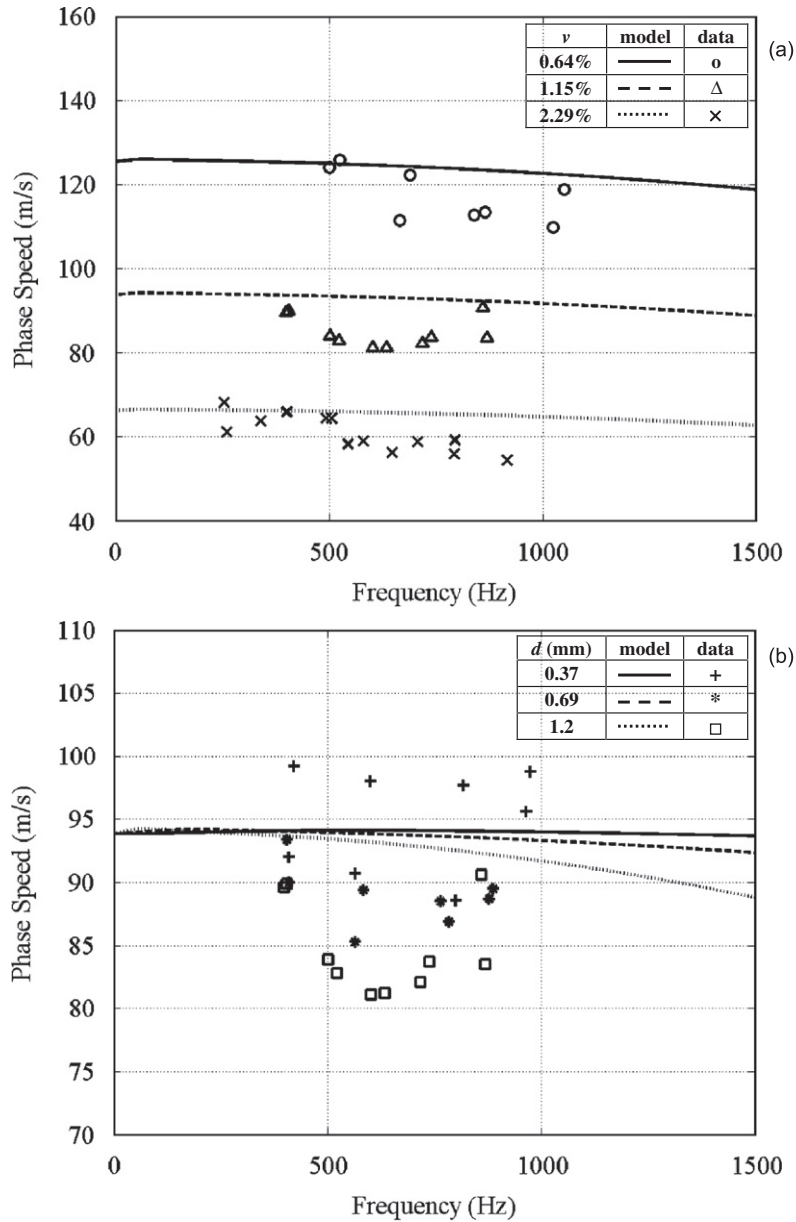 160
140
120
100
80
60
40
Phase Speed (m/s)
0 500 1000 1500
Frequency (Hz)
v model data
0.64% o
1.15% Δ
2.29% ×
(a)
110
105
100
95
90
85
80
75
70
Phase Speed (m/s)
0 500 1000 1500
Frequency (Hz)
d (mm) model data
0.37 +
0.69 *
1.2 □
(b)